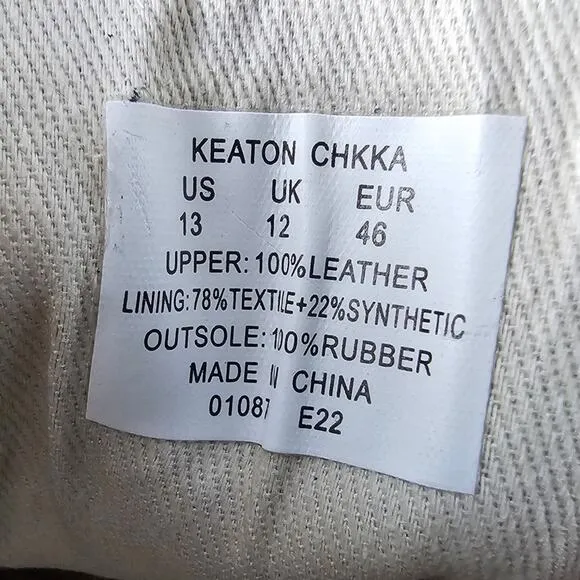 KEATON CHKKA
US UK EUR
13 12 46
UPPER: 100%LEATHER
LINING:78%TEXTILE+22%SYNTHETIC
OUTSOLE:100%RUBBER
MADE IN CHINA
01087 E22